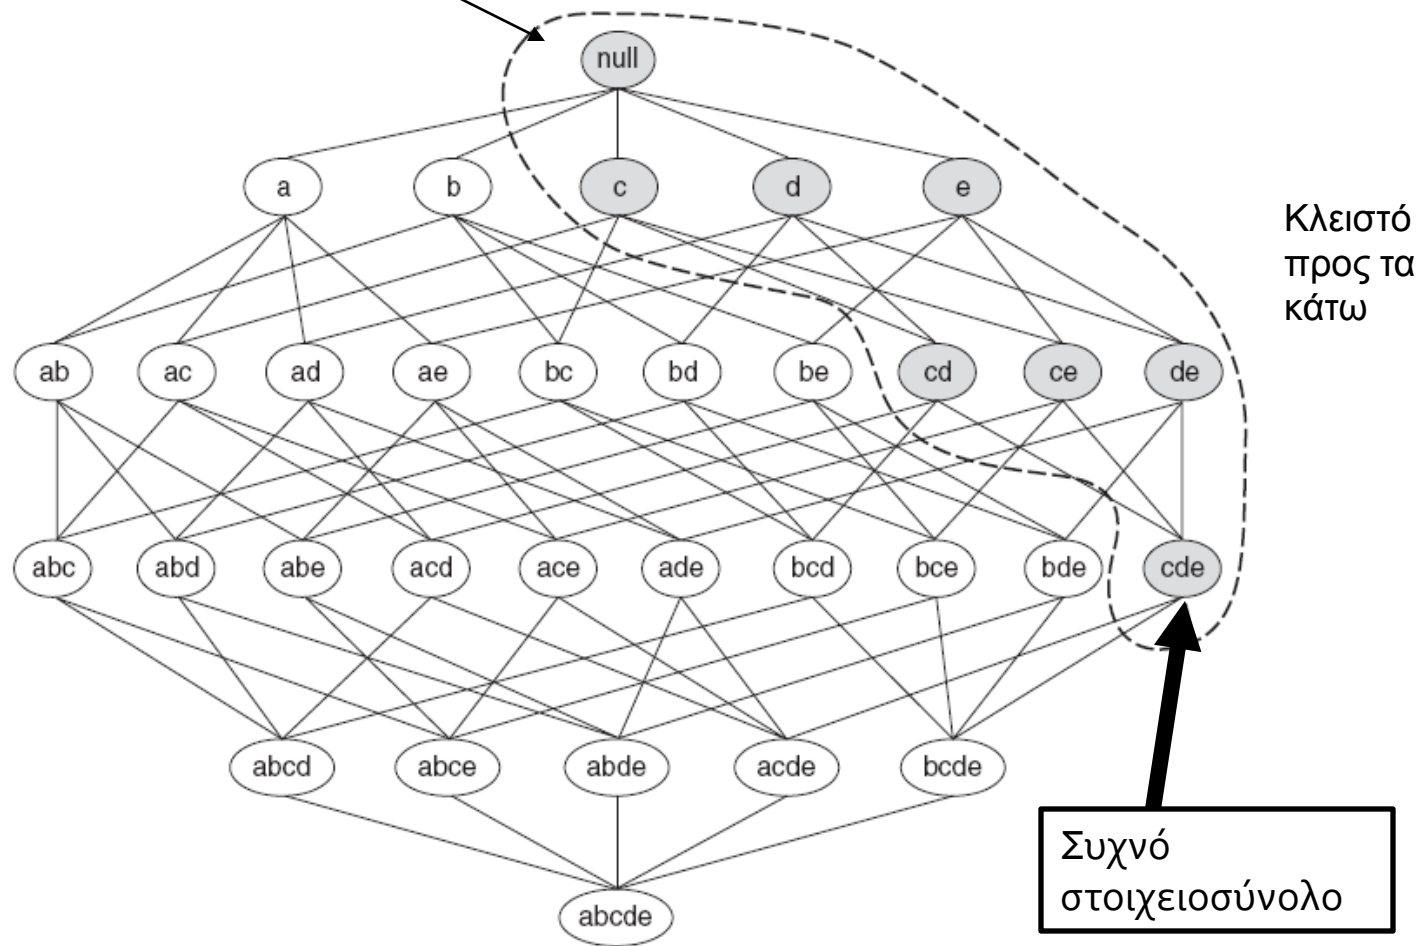 null
a b c d e
Κλειστό
προς τα
κάτω
ab ac ad ae bc bd be cd ce de
abc abd abe acd ace ade bcd bce bde cde
abcd abce abde acde bcde
Συχνό
στοιχειοσύνολο
abcde